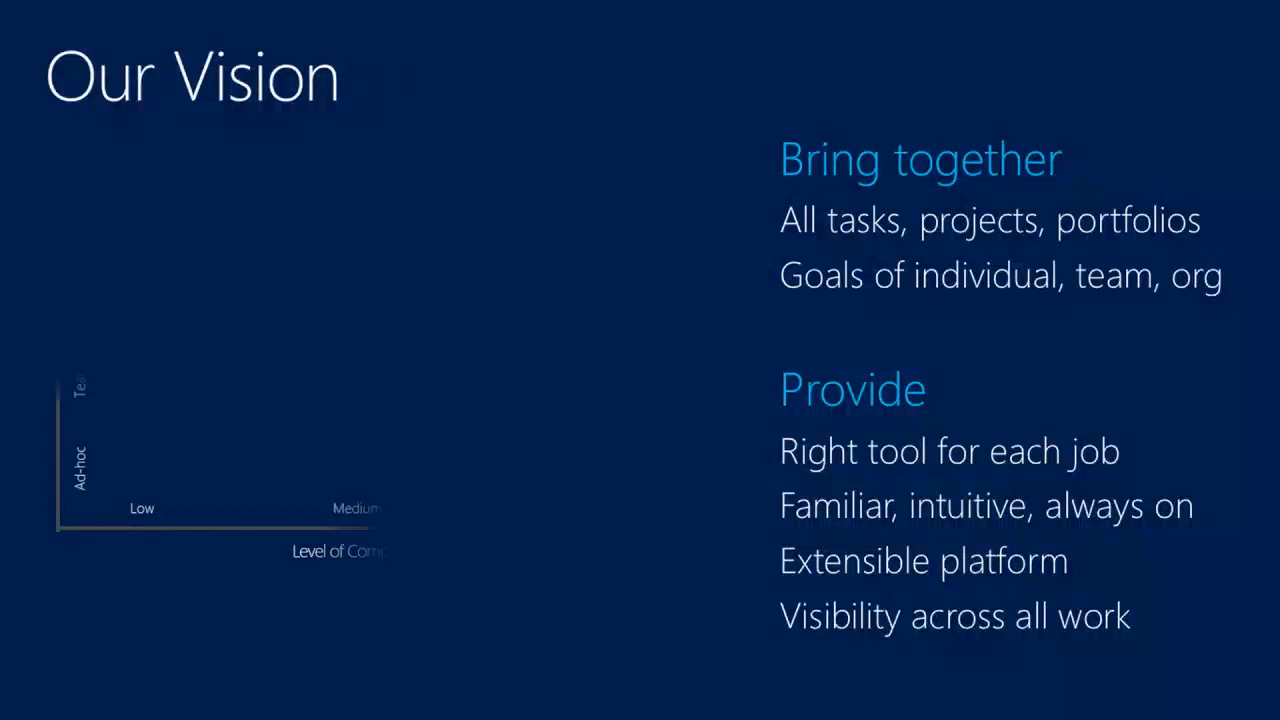 Our Vision
Bring together
All tasks, projects, portfolios
Goals of individual, team, org
Provide
Right tool for each job
Familiar, intuitive, always on
Extensible platform
Visibility across all work
Ad-hoc
Low
Medium
Level of